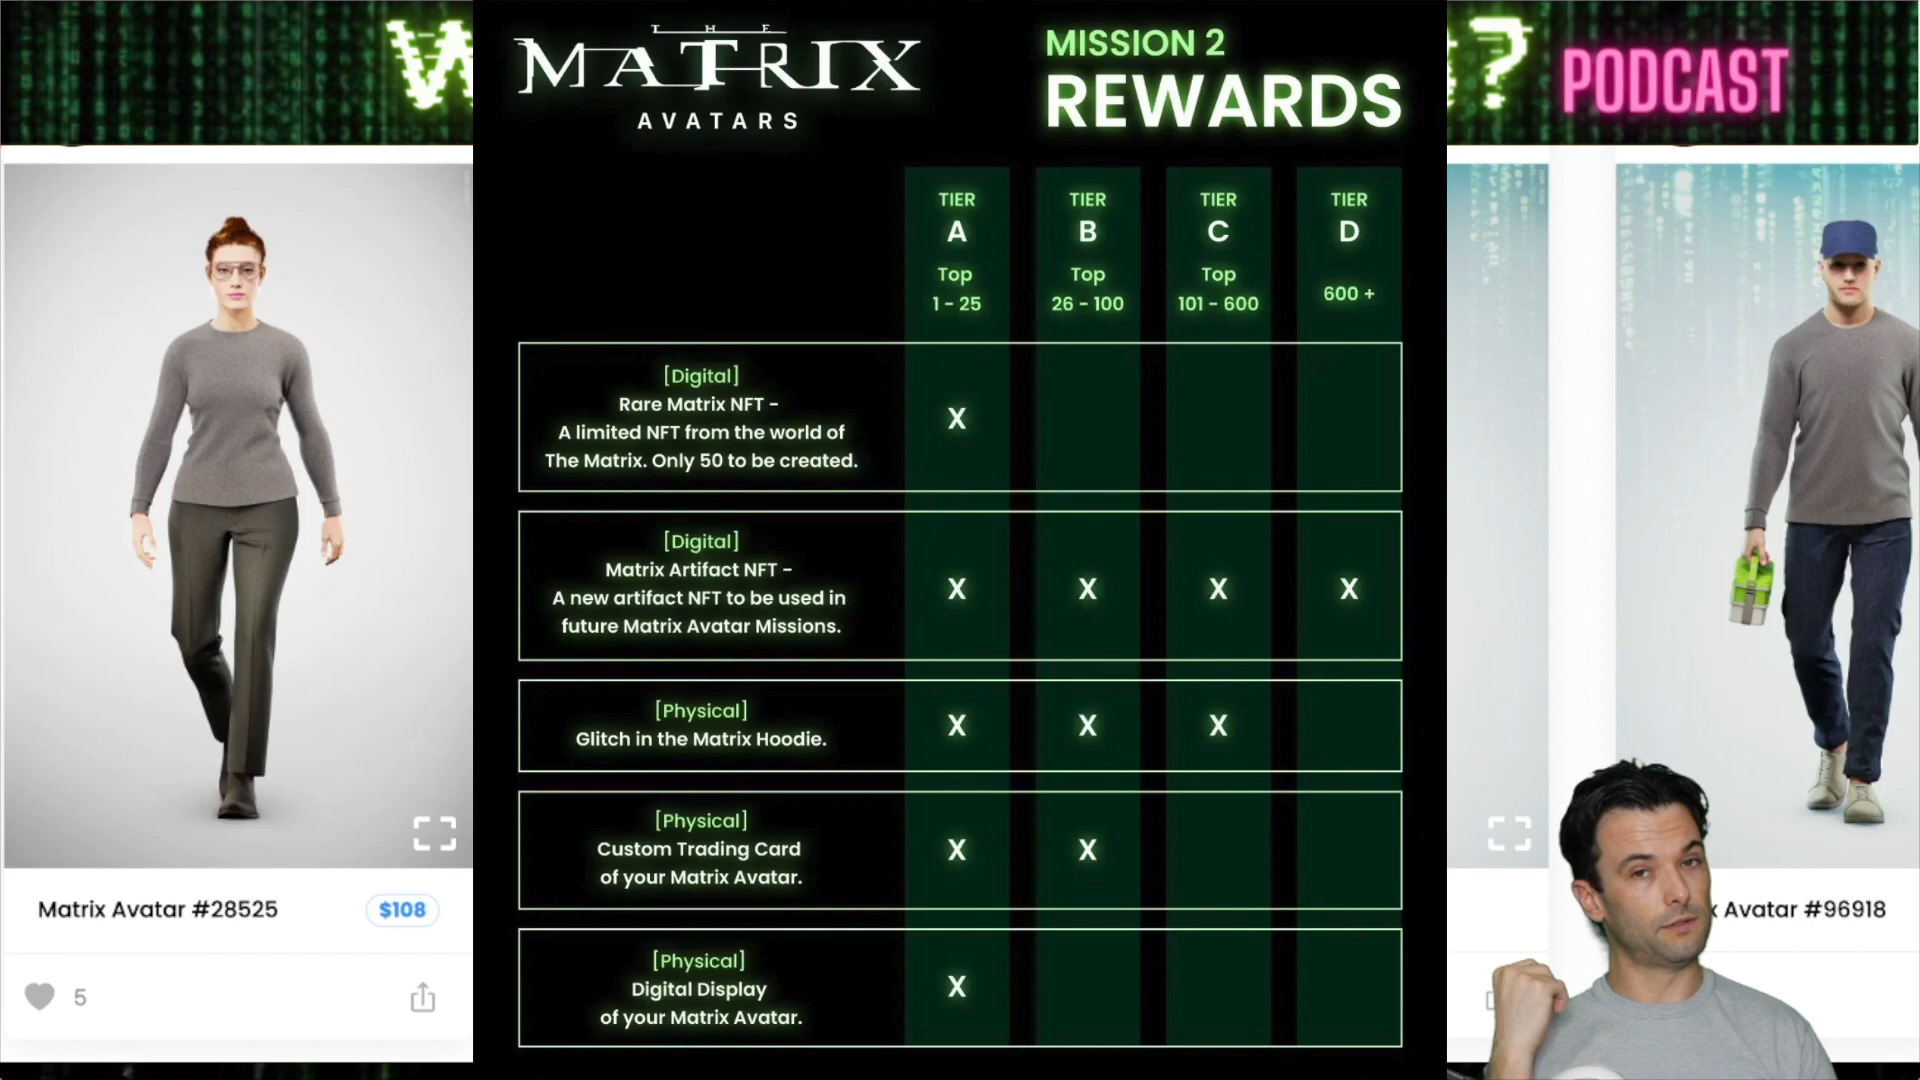 W
THE
MATRIX
AVATARS
MISSION 2
REWARDS
?
PODCAST
TIER
A
Top
1 - 25
TIER
B
Top
26 - 100
TIER
C
Top
101 - 600
TIER
D
600 +
[Digital]
Rare Matrix NFT -
A limited NFT from the world of
The Matrix. Only 50 to be created.
X
[Digital]
Matrix Artifact NFT -
A new artifact NFT to be used in
future Matrix Avatar Missions.
X X X X
[Physical]
Glitch in the Matrix Hoodie.
X X X
[Physical]
Custom Trading Card
of your Matrix Avatar.
X X
[Physical]
Digital Display
of your Matrix Avatar.
X
Matrix Avatar #28525
$108
5
x Avatar #96918